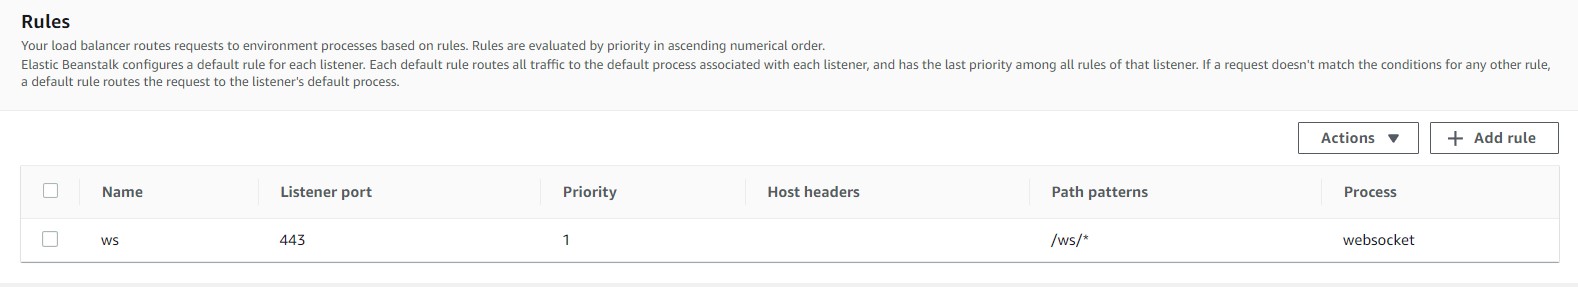 Rules
Your load balancer routes requests to environment processes based on rules. Rules are evaluated by priority in ascending numerical order.
Elastic Beanstalk configures a default rule for each listener. Each default rule routes all traffic to the default process associated with each listener, and has the last priority among all rules of that listener. If a request doesn't match the conditions for any other rule,
a default rule routes the request to the listener's default process.
Actions + Add rule
Name Listener port Priority Host headers Path patterns Process
ws 443 1 /ws/* websocket